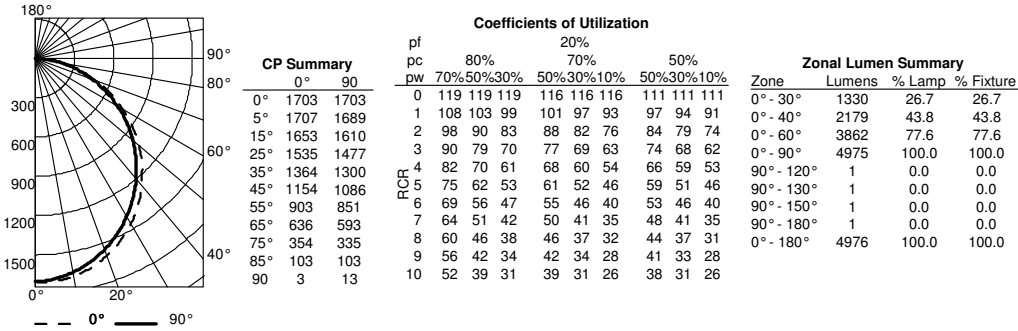 180°
90°
80°
60°
40°
300
600
900
1200
1500
0° 20°
0° 90°
CP Summary
0° 90
0° 1703 1703
5° 1707 1689
15° 1653 1610
25° 1535 1477
35° 1364 1300
45° 1154 1086
55° 903 851
65° 636 593
75° 354 335
85° 103 103
90 3 13
Coefficients of Utilization
pf 20%
pc 80% 70% 50%
pw 70%50%30% 50%30%10% 50%30%10%
RCR
0 119 119 119 116 116 116 111 111 111
1 108 103 99 101 97 93 97 94 91
2 98 90 83 88 82 76 84 79 74
3 90 79 70 77 69 63 74 68 62
4 82 70 61 68 60 54 66 59 53
5 75 62 53 61 52 46 59 51 46
6 69 56 47 55 46 40 53 46 40
7 64 51 42 50 41 35 48 41 35
8 60 46 38 46 37 32 44 37 31
9 56 42 34 42 34 28 41 33 28
10 52 39 31 39 31 26 38 31 26
Zonal Lumen Summary
Zone Lumens % Lamp % Fixture
0° - 30° 1330 26.7 26.7
0° - 40° 2179 43.8 43.8
0° - 60° 3862 77.6 77.6
0° - 90° 4975 100.0 100.0
90° - 120° 1 0.0 0.0
90° - 130° 1 0.0 0.0
90° - 150° 1 0.0 0.0
90° - 180 1 0.0 0.0
0° - 180° 4976 100.0 100.0